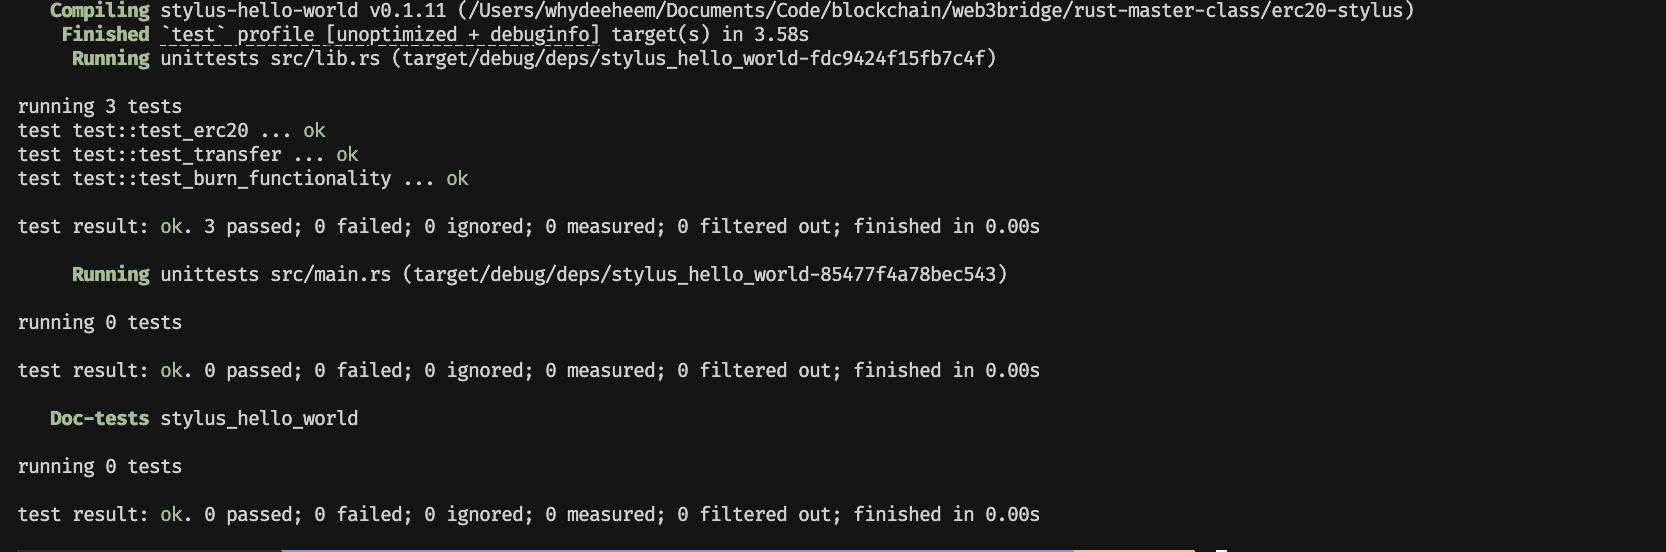 Compiling stylus-hello-world v0.1.11 (/Users/whydeeheem/Documents/Code/blockchain/web3bridge/rust-master-class/erc20-stylus)
Finished `test` profile [unoptimized + debuginfo] target(s) in 3.58s
Running unittests src/lib.rs (target/debug/deps/stylus_hello_world-fdc9424f15fb7c4f)
running 3 tests
test test::test_erc20 ... ok
test test::test_transfer ... ok
test test::test_burn_functionality ... ok
test result: ok. 3 passed; 0 failed; 0 ignored; 0 measured; 0 filtered out; finished in 0.00s
Running unittests src/main.rs (target/debug/deps/stylus_hello_world-85477f4a78bec543)
running 0 tests
test result: ok. 0 passed; 0 failed; 0 ignored; 0 measured; 0 filtered out; finished in 0.00s
Doc-tests stylus_hello_world
running 0 tests
test result: ok. 0 passed; 0 failed; 0 ignored; 0 measured; 0 filtered out; finished in 0.00s